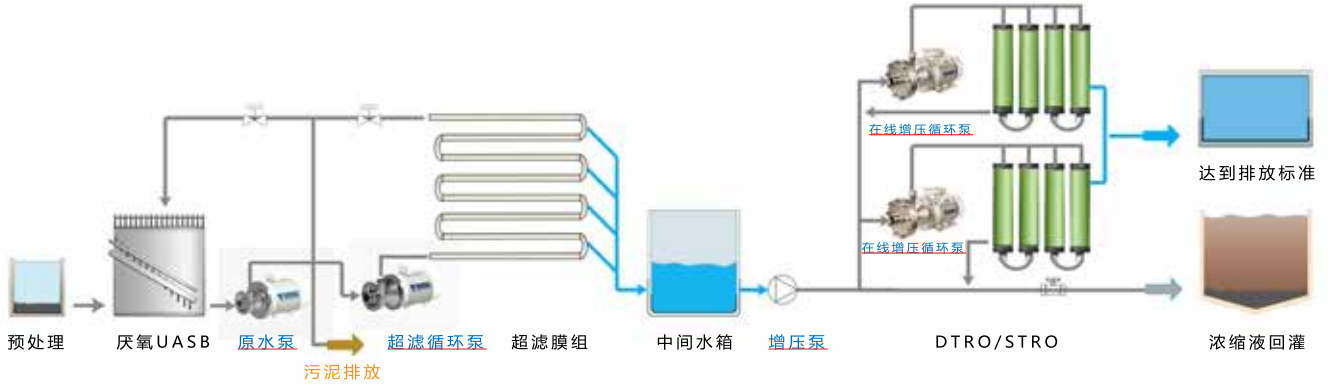 在线增压循环泵
达到排放标准
在线增压循环泵
预处理
厌氧UASB
原水泵
超滤循环泵
超滤膜组
中间水箱
增压泵
DTRO/STRO
浓缩液回灌
污泥排放